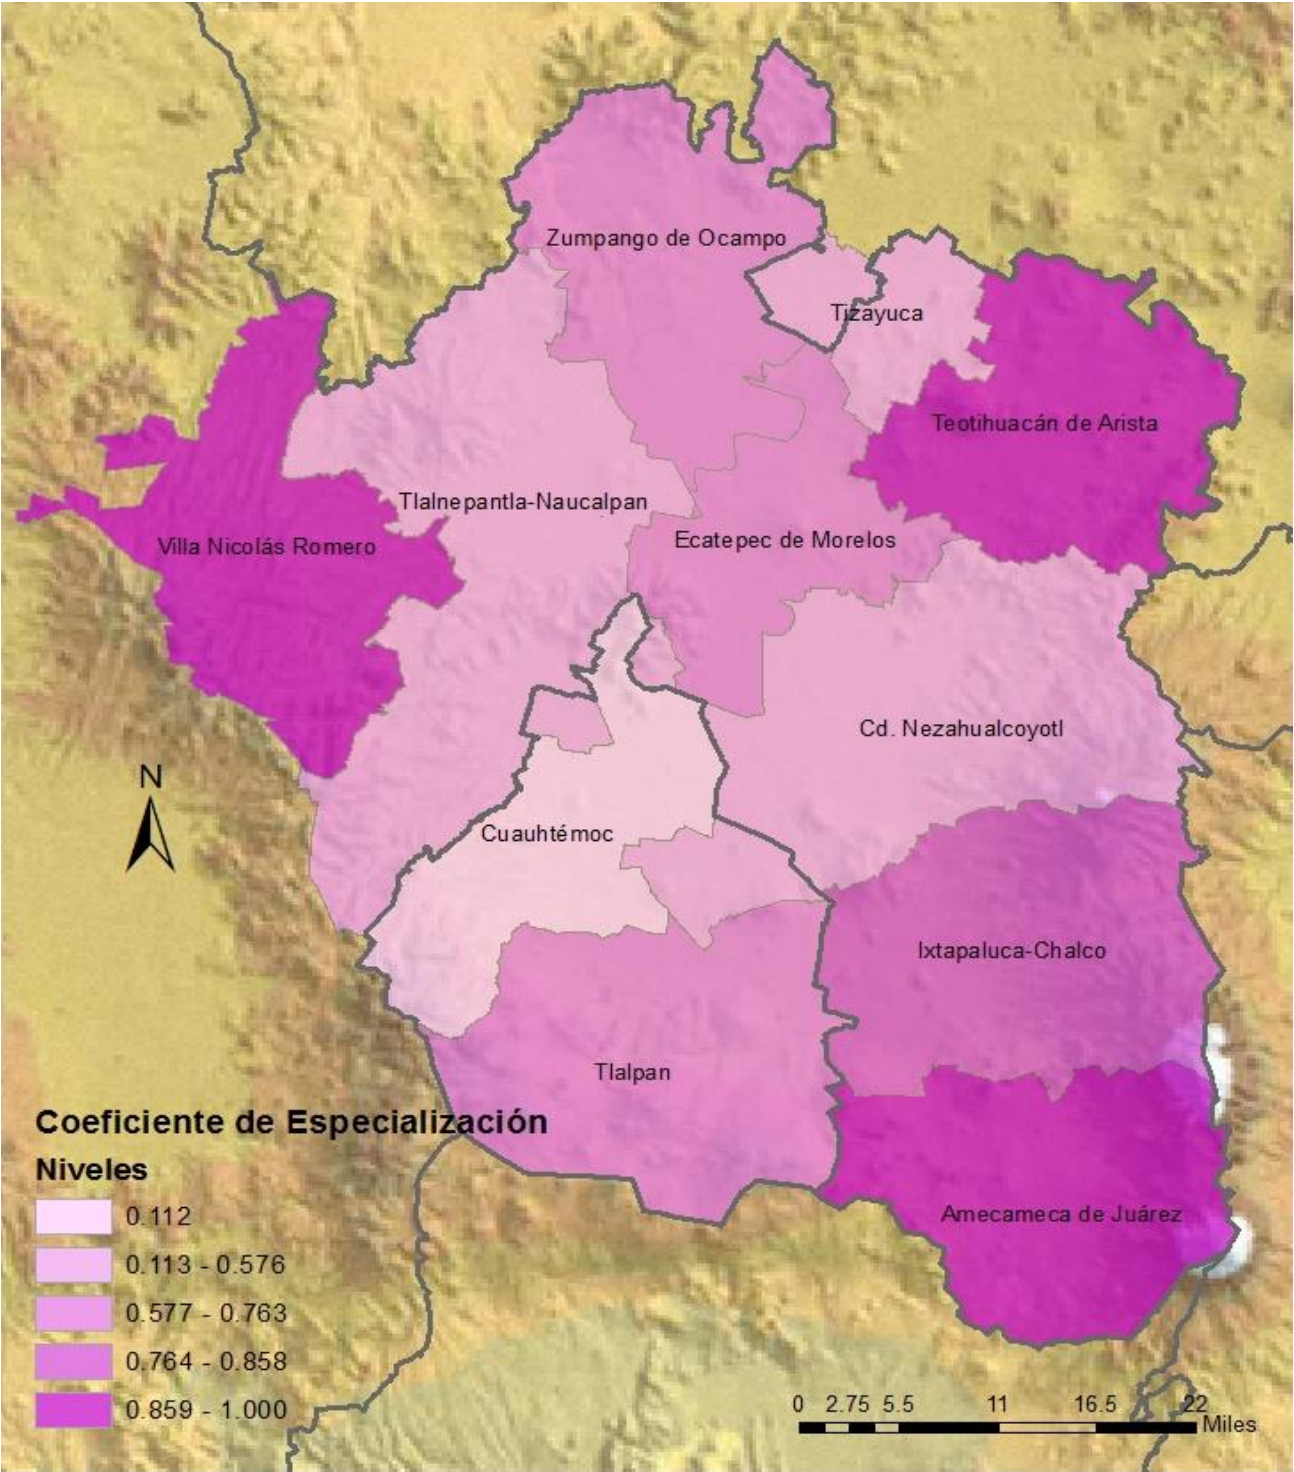 Zumpango de Ocampo
Tizayuca
Teotihuacán de Arista
Tlalnepantla-Naucalpan
Ecatepec de Morelos
Villa Nicolás Romero
Cd. Nezahualcoyotl
N
Cuauhtémoc
Ixtapaluca-Chalco
Tlalpan
Amecameca de Juárez
Coeficiente de Especialización
Niveles
0.112
0.113 - 0.576
0.577 - 0.763
0.764 - 0.858
0.859 - 1.000
0 2.75 5.5 11 16.5 22
Miles